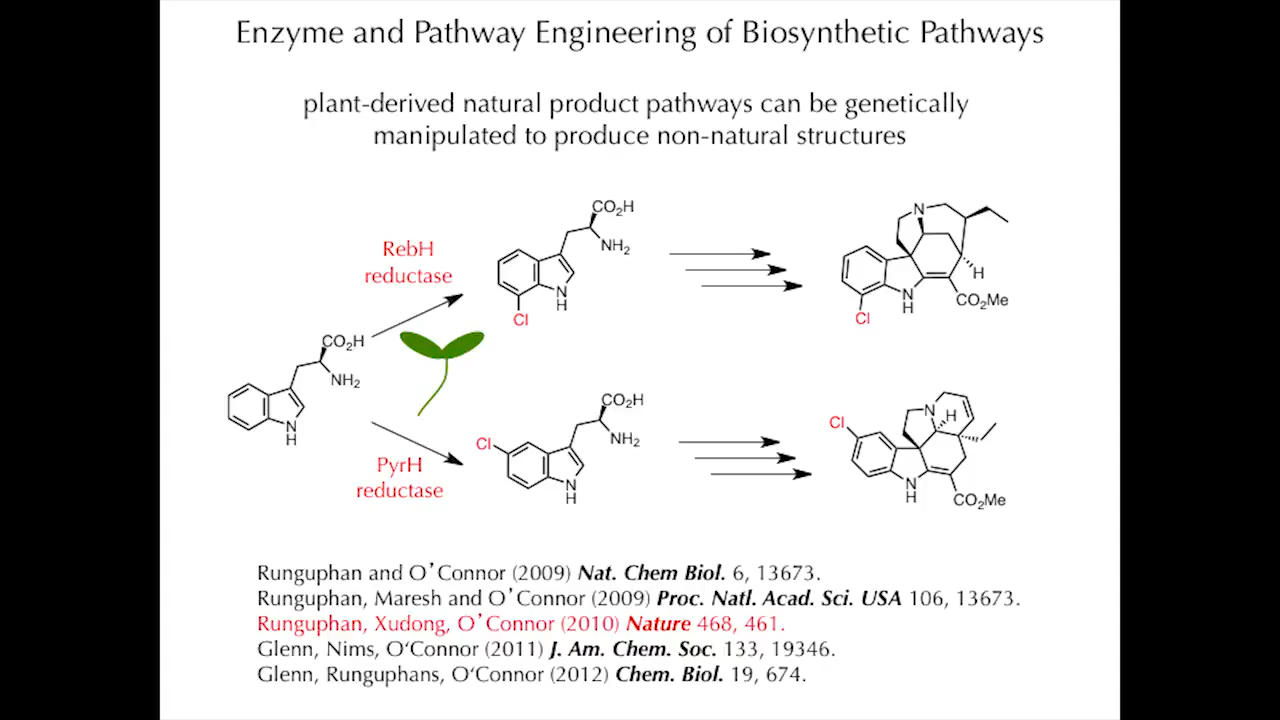 Enzyme and Pathway Engineering of Biosynthetic Pathways
plant-derived natural product pathways can be genetically
manipulated to produce non-natural structures
RebH
reductase
CO₂H
NH₂
N
H
Cl
N
H
CO₂Me
N
H
Cl
CO₂H
NH₂
N
H
PyrH
reductase
CO₂H
NH₂
Cl
N
H
Cl
N
H
N
H
CO₂Me
Runguphan and O’Connor (2009) Nat. Chem Biol. 6, 13673.
Runguphan, Maresh and O’Connor (2009) Proc. Natl. Acad. Sci. USA 106, 13673.
Runguphan, Xudong, O’Connor (2010) Nature 468, 461.
Glenn, Nims, O‘Connor (2011) J. Am. Chem. Soc. 133, 19346.
Glenn, Runguphans, O‘Connor (2012) Chem. Biol. 19, 674.